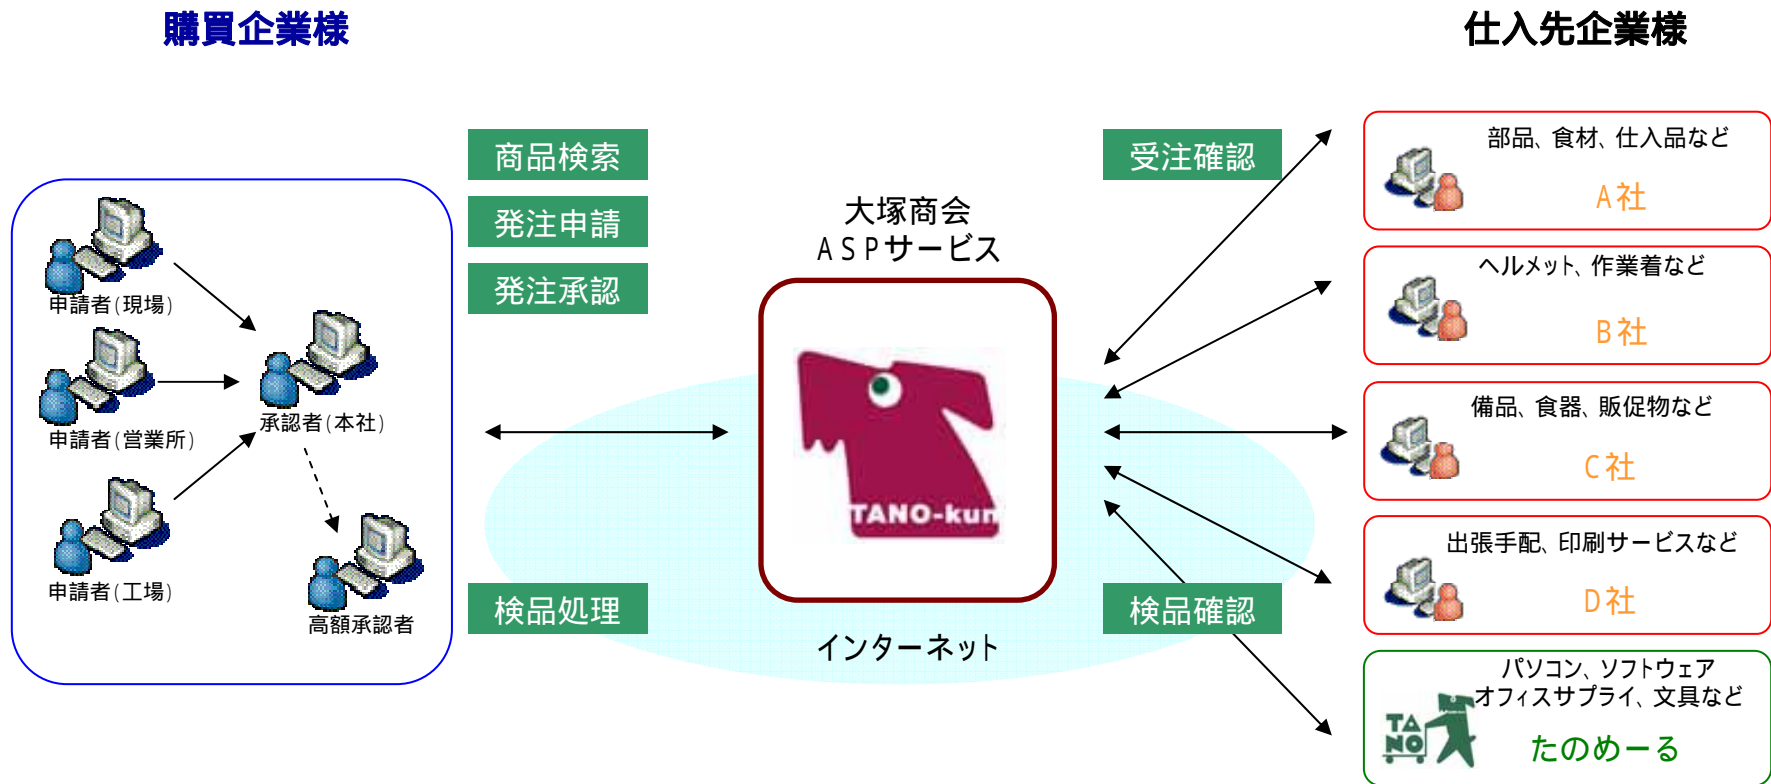 購買企業様
仕入先企業様
申請者(現場)
申請者(営業所)
申請者(工場)
承認者(本社)
高額承認者
商品検索
発注申請
発注承認
検品処理
大塚商会
ASPサービス
TANO-kun
インターネット
受注確認
検品確認
部品、食材、仕入品など
A社
ヘルメット、作業着など
B社
備品、食器、販促物など
C社
出張手配、印刷サービスなど
D社
パソコン、ソフトウェア
オフィスサプライ、文具など
TA
NO
たのめーる